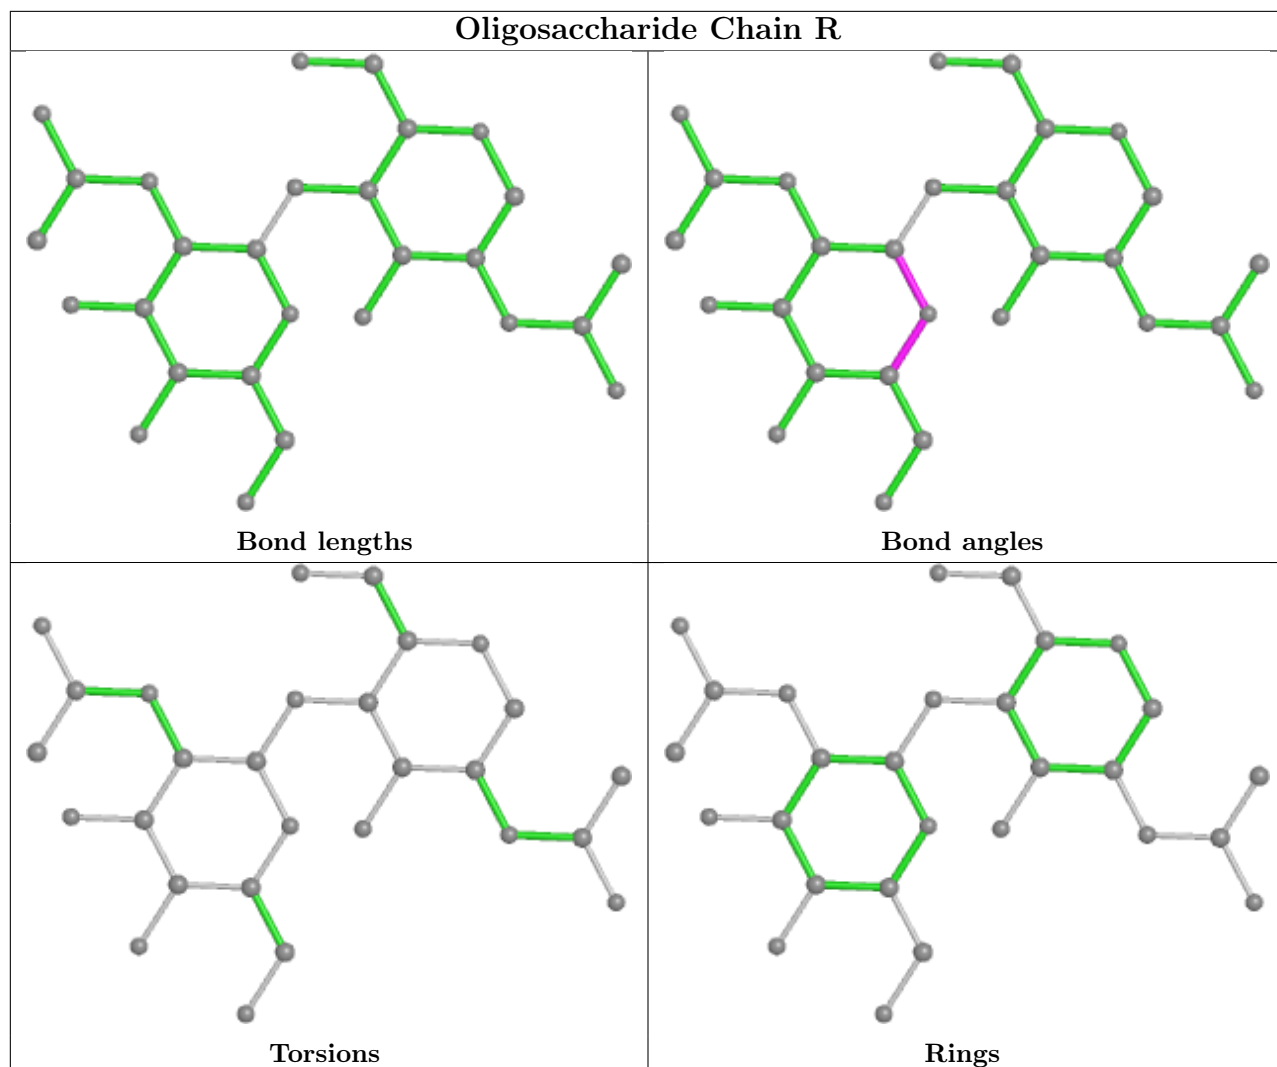 Oligosaccharide Chain R
Bond lengths
Bond angles
Torsions
Rings